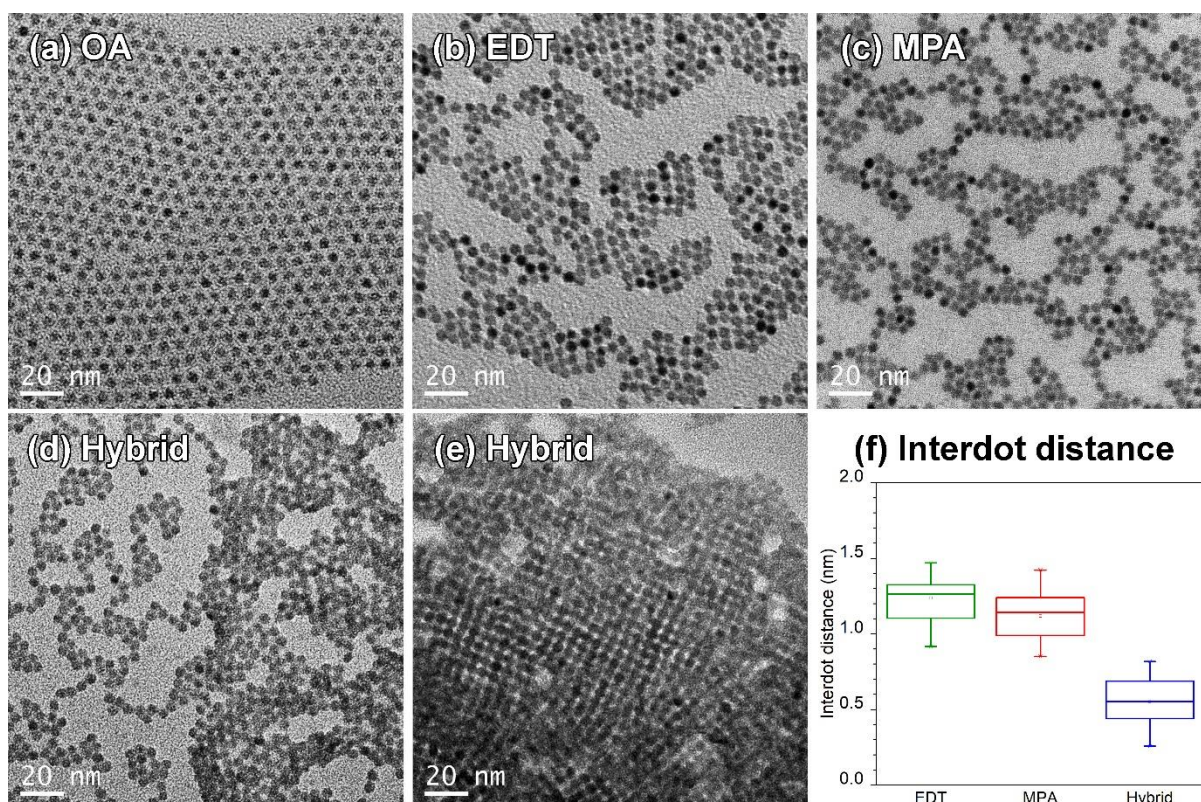 (a) OA
20 nm
(b) EDT
20 nm
(c) MPA
20 nm
(d) Hybrid
20 nm
(e) Hybrid
20 nm
(f) Interdot distance
Interdot distance (nm)
2.0
1.5
1.0
0.5
0.0
EDT MPA Hybrid